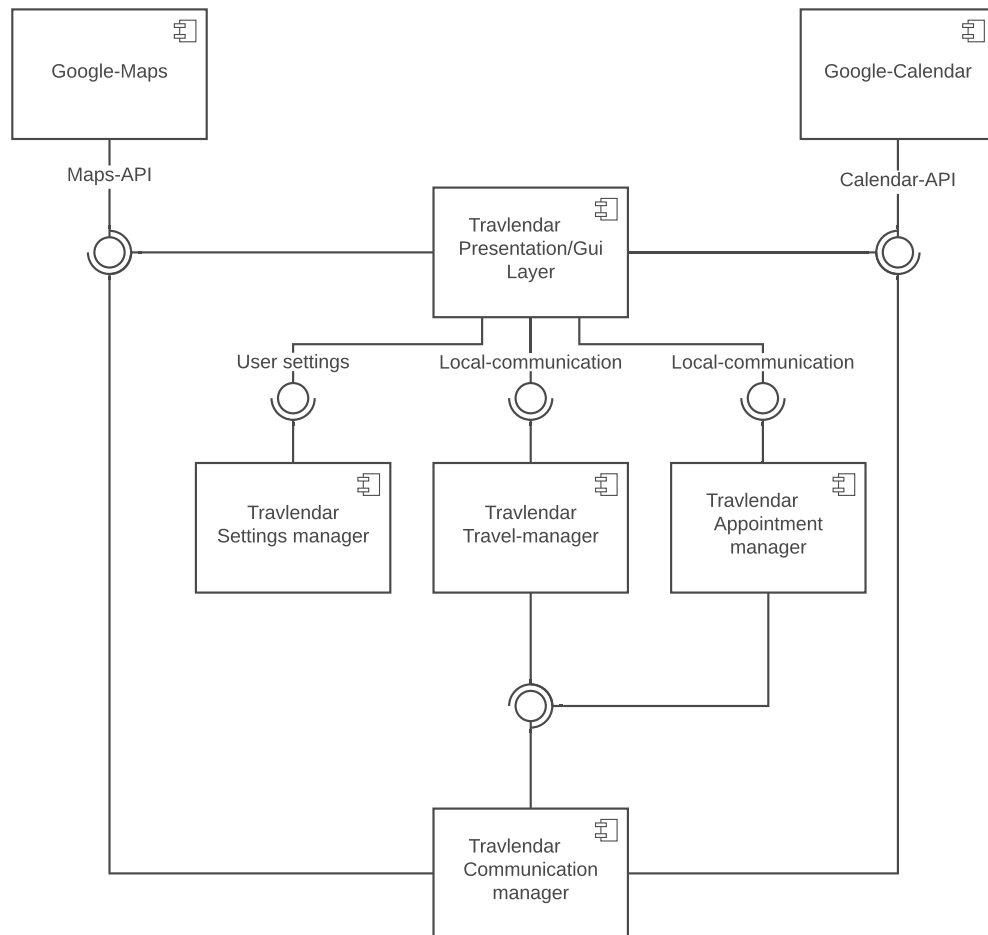 Google-Maps
Google-Calendar
Maps-API
Calendar-API
Travlendar
Presentation/Gui
Layer
User settings
Local-communication
Local-communication
Travlendar
Settings manager
Travlendar
Travel-manager
Travlendar
Appointment
manager
Travlendar
Communication
manager